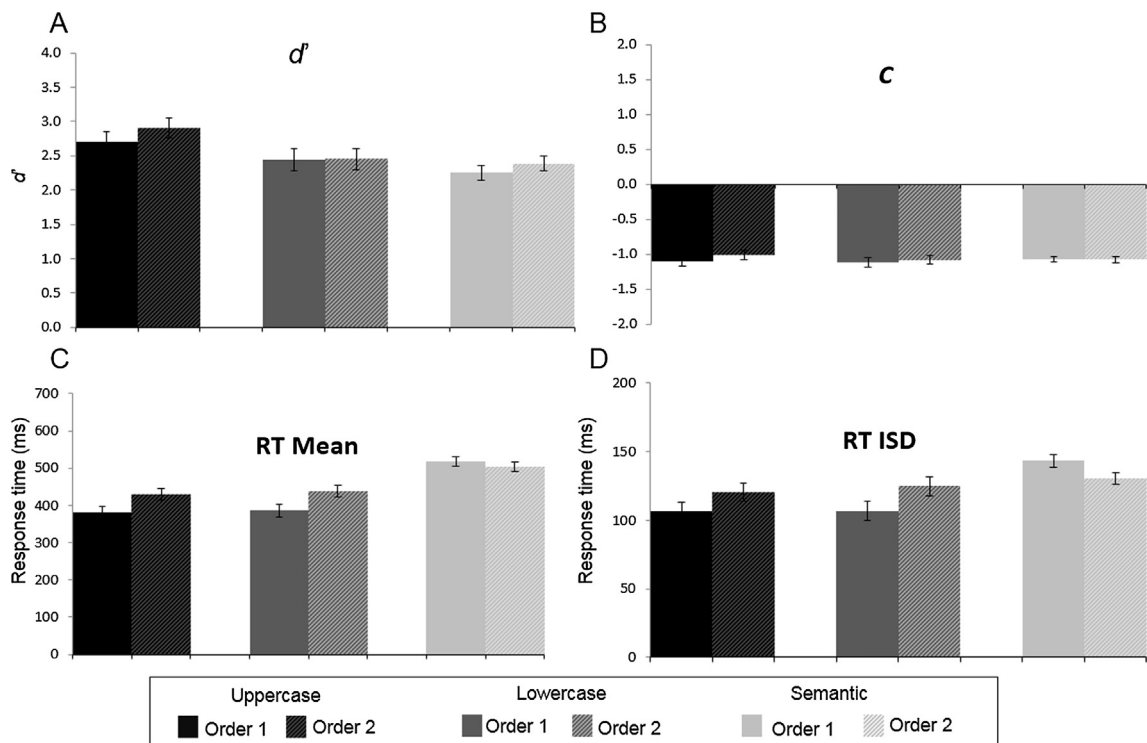 A
d’
4.0
3.5
3.0
2.5
2.0
1.5
1.0
0.5
0.0
d’
B
C
2.0
1.5
1.0
0.5
0.0
-0.5
-1.0
-1.5
-2.0
C
RT Mean
Response time (ms)
700
600
500
400
300
200
100
0
D
RT ISD
Response time (ms)
200
150
100
50
0
Uppercase Lowercase Semantic
Order 1 Order 2 Order 1 Order 2 Order 1 Order 2